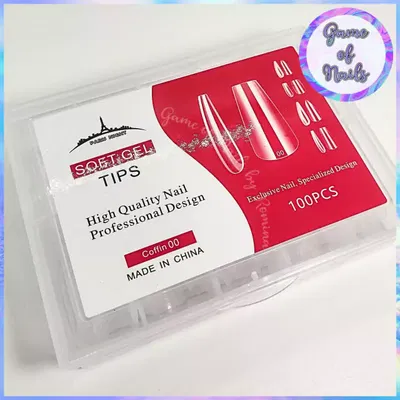 Game
of
Nails
PARIS NIGHT
SOFT GEL
TIPS
High Quality Nail
Professional Design
Coffin 00
MADE IN CHINA
00
Exclusive Nail, Specialized Design
100PCS